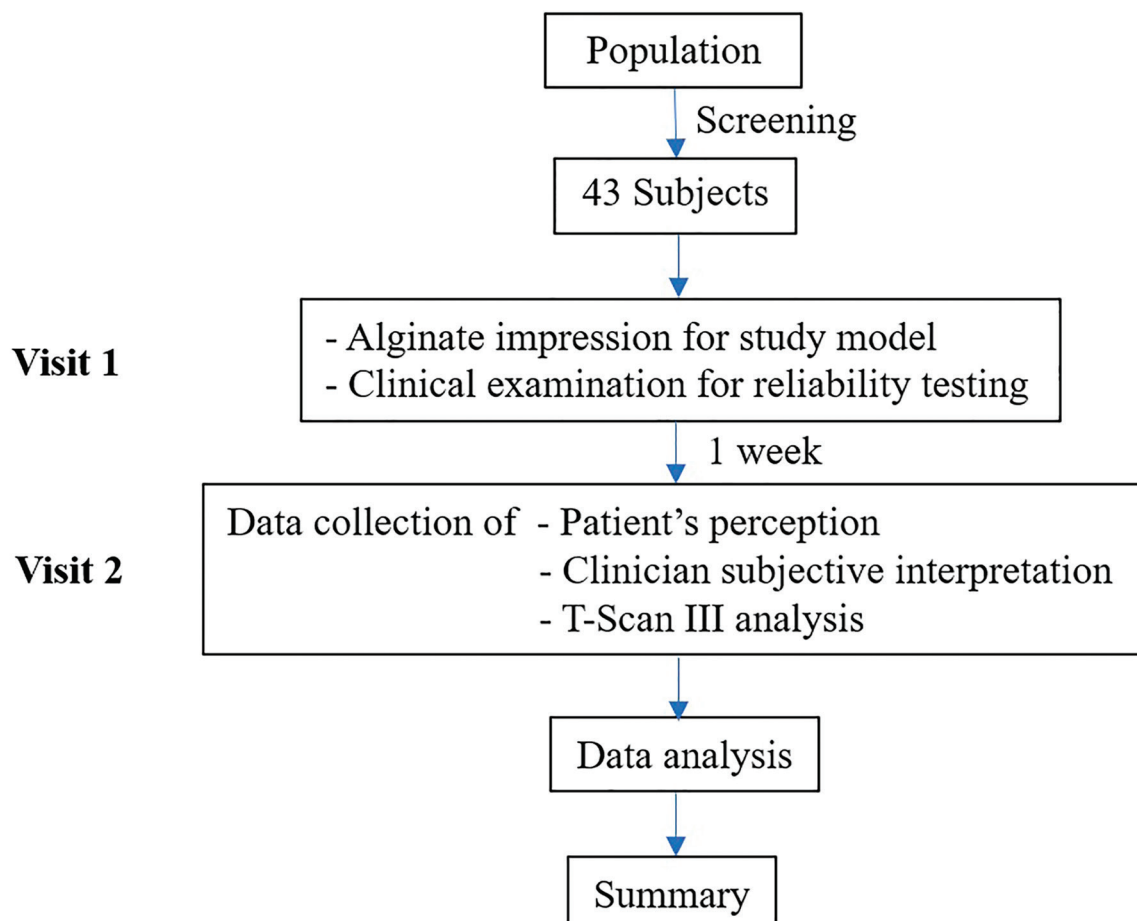 Population
Screening
43 Subjects
Visit 1
- Alginate impression for study model
- Clinical examination for reliability testing
1 week
Visit 2
Data collection of - Patient’s perception
- Clinician subjective interpretation
- T-Scan III analysis
Data analysis
Summary